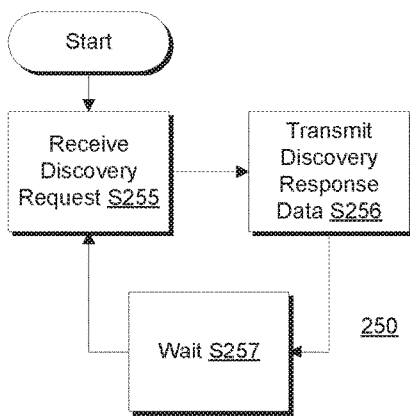 Start
Receive
Discovery
Request S255
Transmit
Discovery
Response
Data S256
Wait S257
250